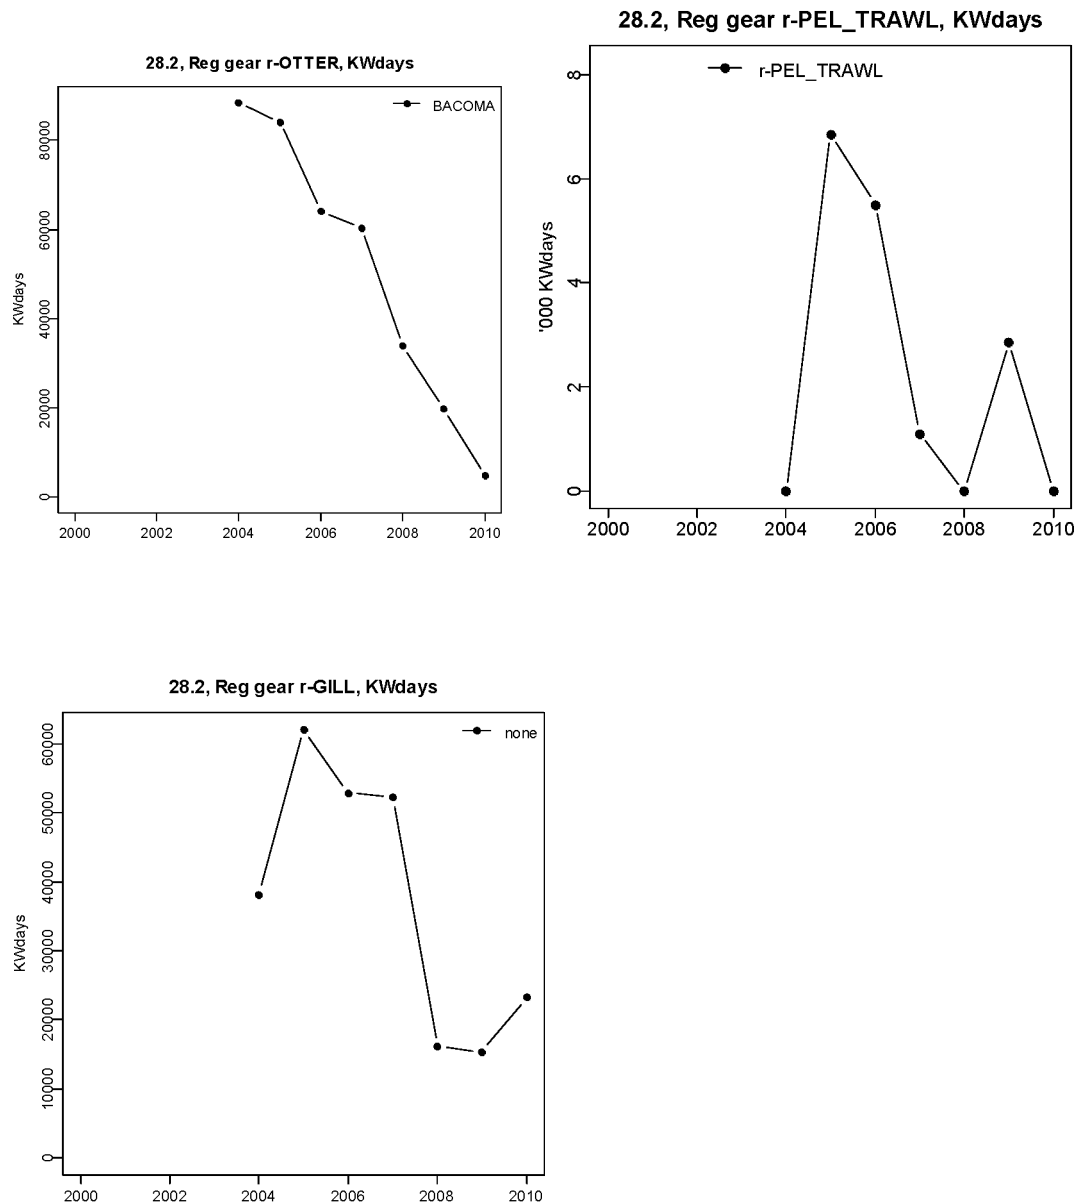 28.2, Reg gear r-OTTER, KWdays
BACOMA
KWdays
80000
60000
40000
20000
0
2000 2002 2004 2006 2008 2010
28.2, Reg gear r-PEL_TRAWL, KWdays
r-PEL_TRAWL
'000 KWdays
8
6
4
2
0
2000 2002 2004 2006 2008 2010
28.2, Reg gear r-GILL, KWdays
none
KWdays
60000
50000
40000
30000
20000
10000
0
2000 2002 2004 2006 2008 2010